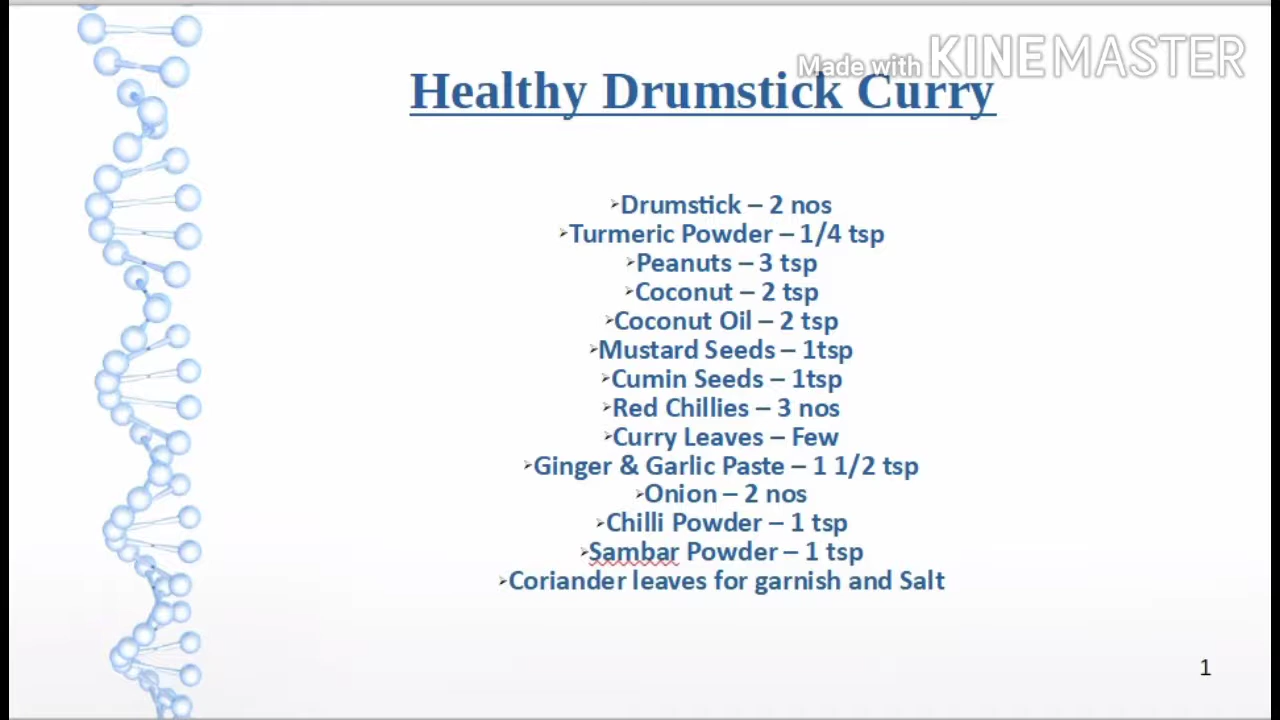 Made with KINEMASTER
Healthy Drumstick Curry
➢Drumstick – 2 nos
➢Turmeric Powder – 1/4 tsp
➢Peanuts – 3 tsp
➢Coconut – 2 tsp
➢Coconut Oil – 2 tsp
➢Mustard Seeds – 1tsp
➢Cumin Seeds – 1tsp
➢Red Chillies – 3 nos
➢Curry Leaves – Few
➢Ginger & Garlic Paste – 1 1/2 tsp
➢Onion – 2 nos
➢Chilli Powder – 1 tsp
➢Sambar Powder – 1 tsp
➢Coriander leaves for garnish and Salt
1